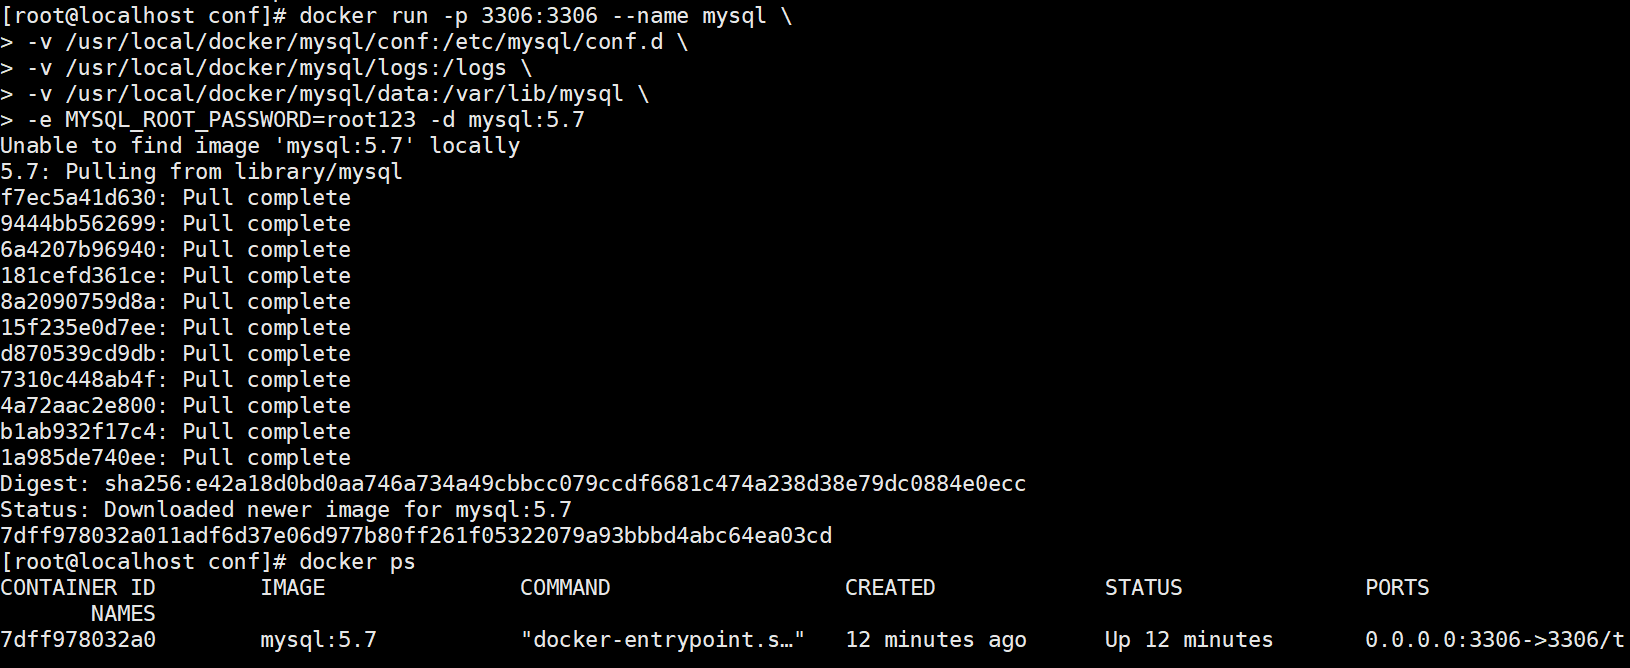 [root@localhost conf]# docker run -p 3306:3306 --name mysql \
> -v /usr/local/docker/mysql/conf:/etc/mysql/conf.d \
> -v /usr/local/docker/mysql/logs:/logs \
> -v /usr/local/docker/mysql/data:/var/lib/mysql \
> -e MYSQL_ROOT_PASSWORD=root123 -d mysql:5.7
Unable to find image 'mysql:5.7' locally
5.7: Pulling from library/mysql
f7ec5a41d630: Pull complete
9444bb562699: Pull complete
6a4207b96940: Pull complete
181cefd361ce: Pull complete
8a2090759d8a: Pull complete
15f235e0d7ee: Pull complete
d870539cd9db: Pull complete
7310c448ab4f: Pull complete
4a72aac2e800: Pull complete
b1ab932f17c4: Pull complete
1a985de740ee: Pull complete
Digest: sha256:e42a18d0bd0aa746a734a49cbbcc079ccdf6681c474a238d38e79dc0884e0ecc
Status: Downloaded newer image for mysql:5.7
7dff978032a011adf6d37e06d977b80ff261f05322079a93bbbd4abc64ea03cd
[root@localhost conf]# docker ps
CONTAINER ID        IMAGE               COMMAND                  CREATED             STATUS              PORTS
       NAMES
7dff978032a0        mysql:5.7           "docker-entrypoint.s…"   12 minutes ago      Up 12 minutes       0.0.0.0:3306->3306/t